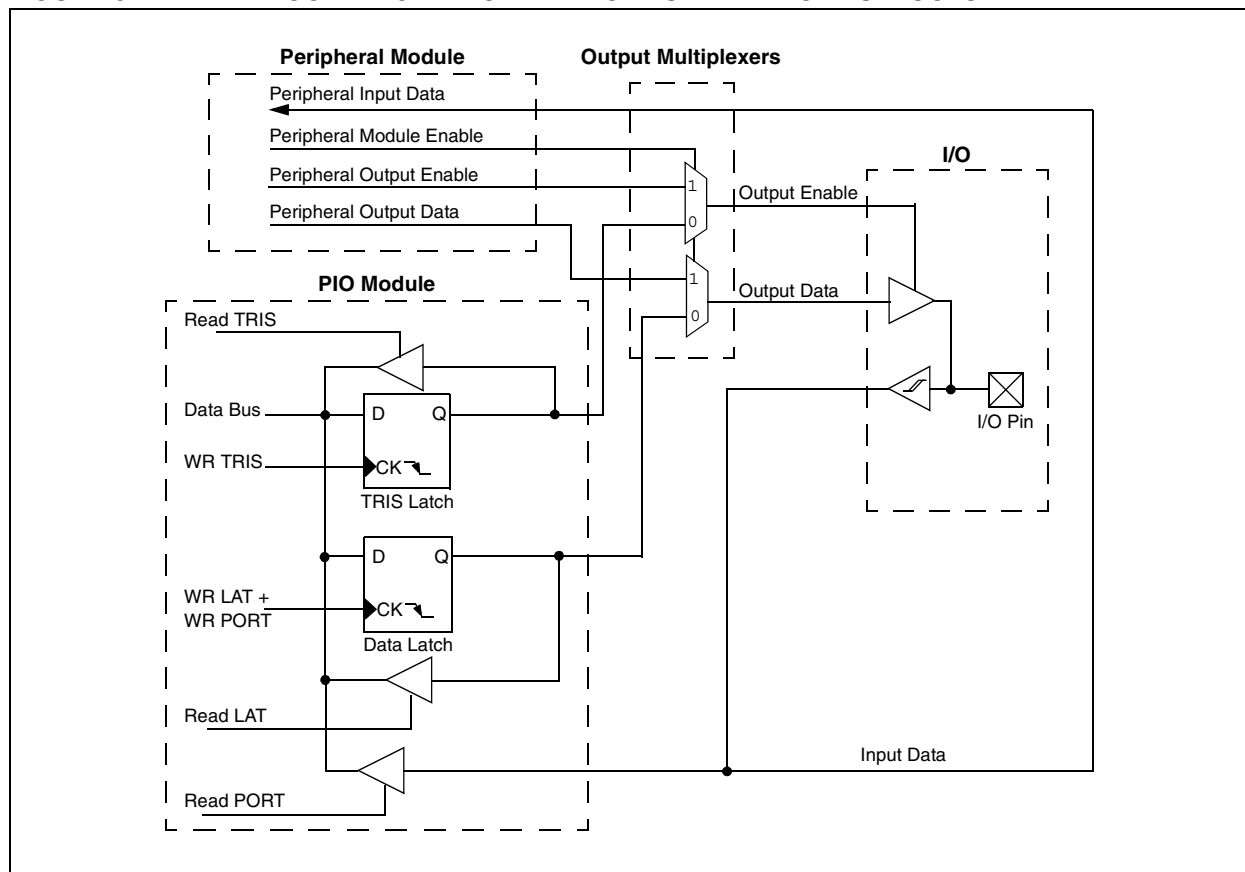 Peripheral Module
Output Multiplexers
Peripheral Input Data
Peripheral Module Enable
I/O
Peripheral Output Enable
1
Output Enable
Peripheral Output Data
0
PIO Module
1
Output Data
0
Read TRIS
Data Bus
D
Q
I/O Pin
WR TRIS
CK
TRIS Latch
D
Q
WR LAT +
WR PORT
CK
Data Latch
Read LAT
Input Data
Read PORT